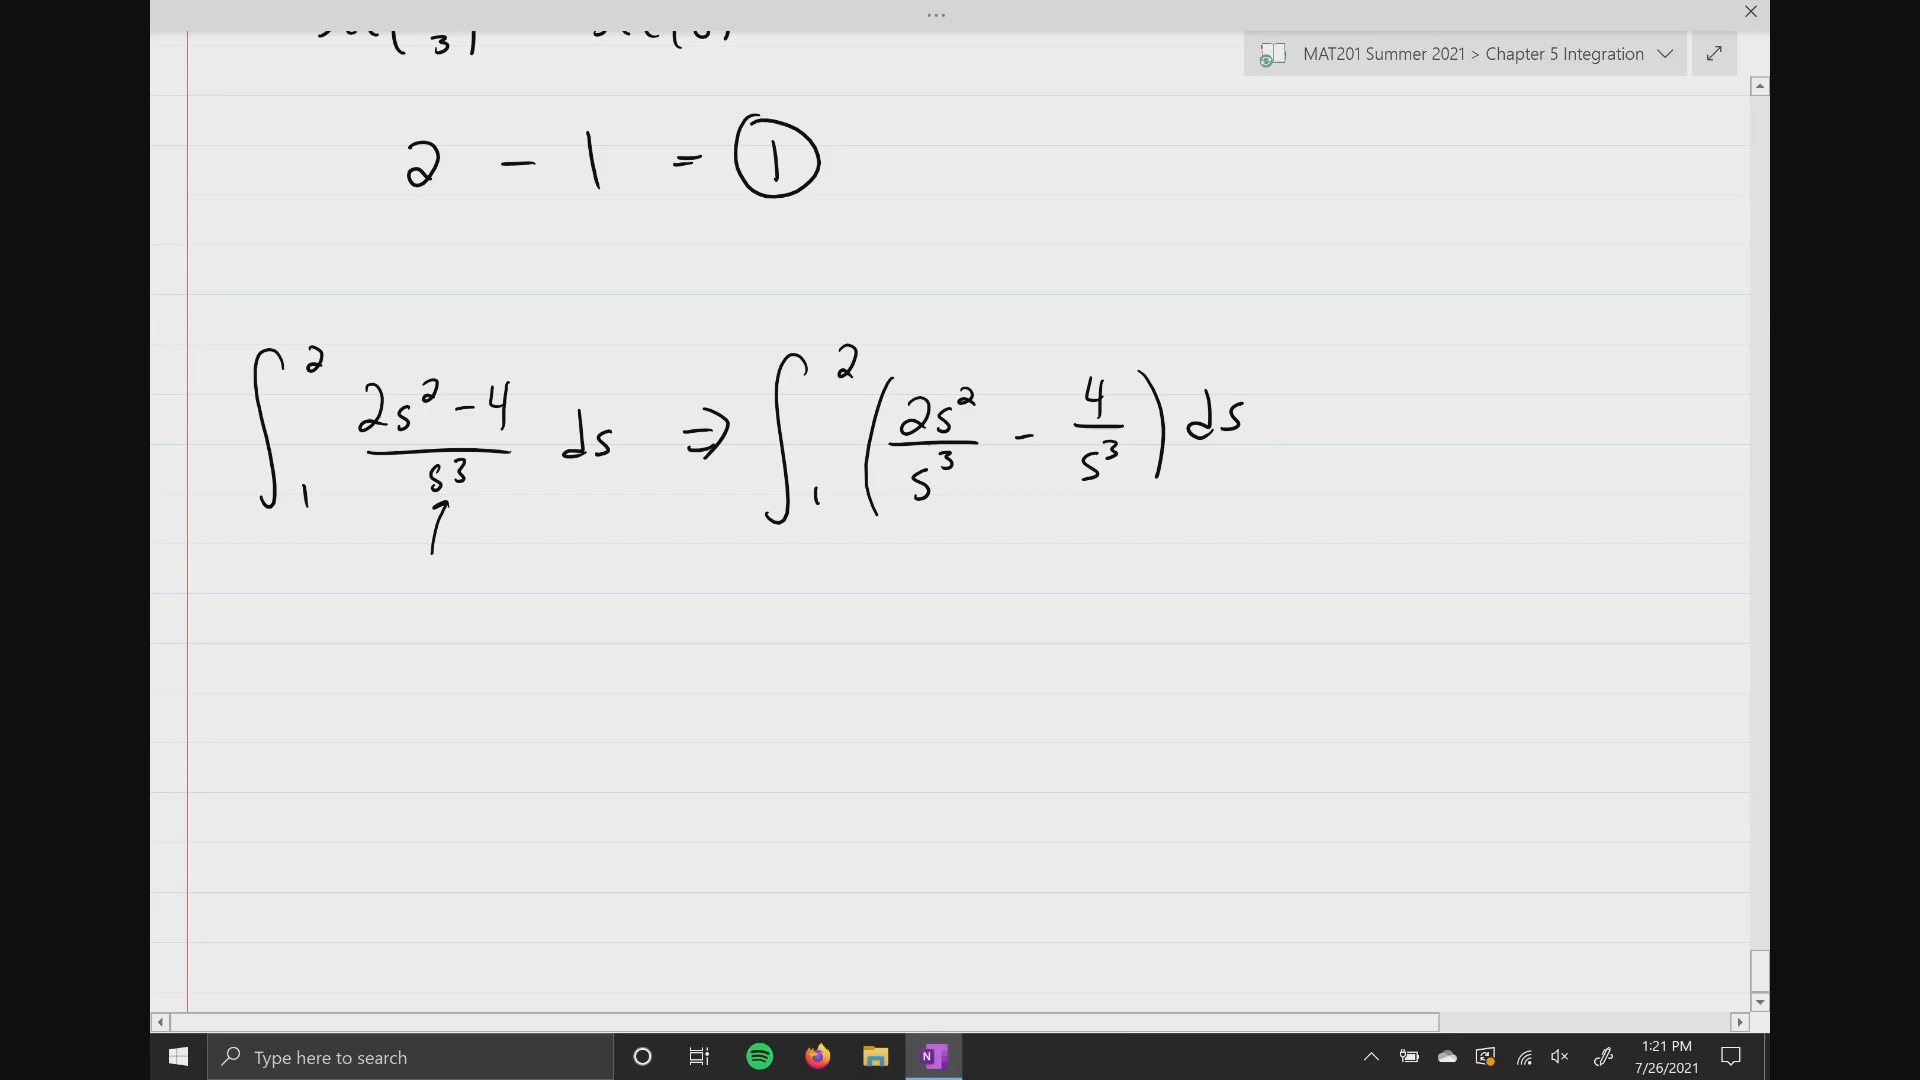 MAT201 Summer 2021 > Chapter 5 Integration
2 - 1 = 1
∫₁² (2s² - 4)/s³ ds ⇒ ∫₁² (2s²/s³ - 4/s³) ds
Type here to search
N
1:21 PM
7/26/2021